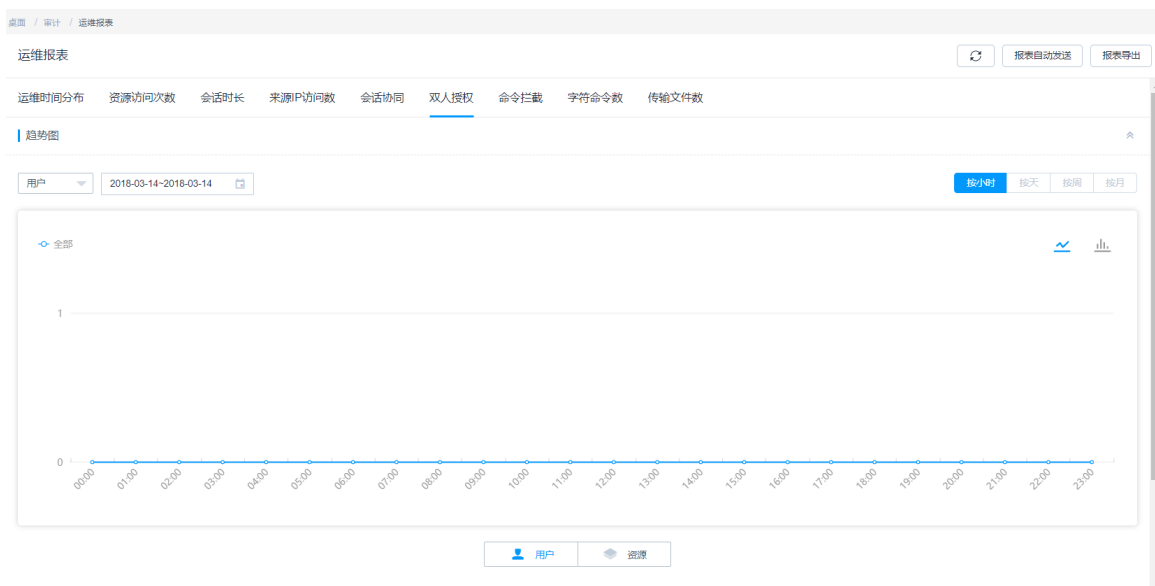 桌面 / 审计 / 运维报表
运维报表
报表自动发送 报表导出
运维时间分布 资源访问次数 会话时长 来源IP访问数 会话协同 双人授权 命令拦截 字符命令数 传输文件数
趋势图
用户 2018-03-14~2018-03-14 按小时 按天 按周 按月
全部
1
0
00:00 01:00 02:00 03:00 04:00 05:00 06:00 07:00 08:00 09:00 10:00 11:00 12:00 13:00 14:00 15:00 16:00 17:00 18:00 19:00 20:00 21:00 22:00 23:00
用户 资源